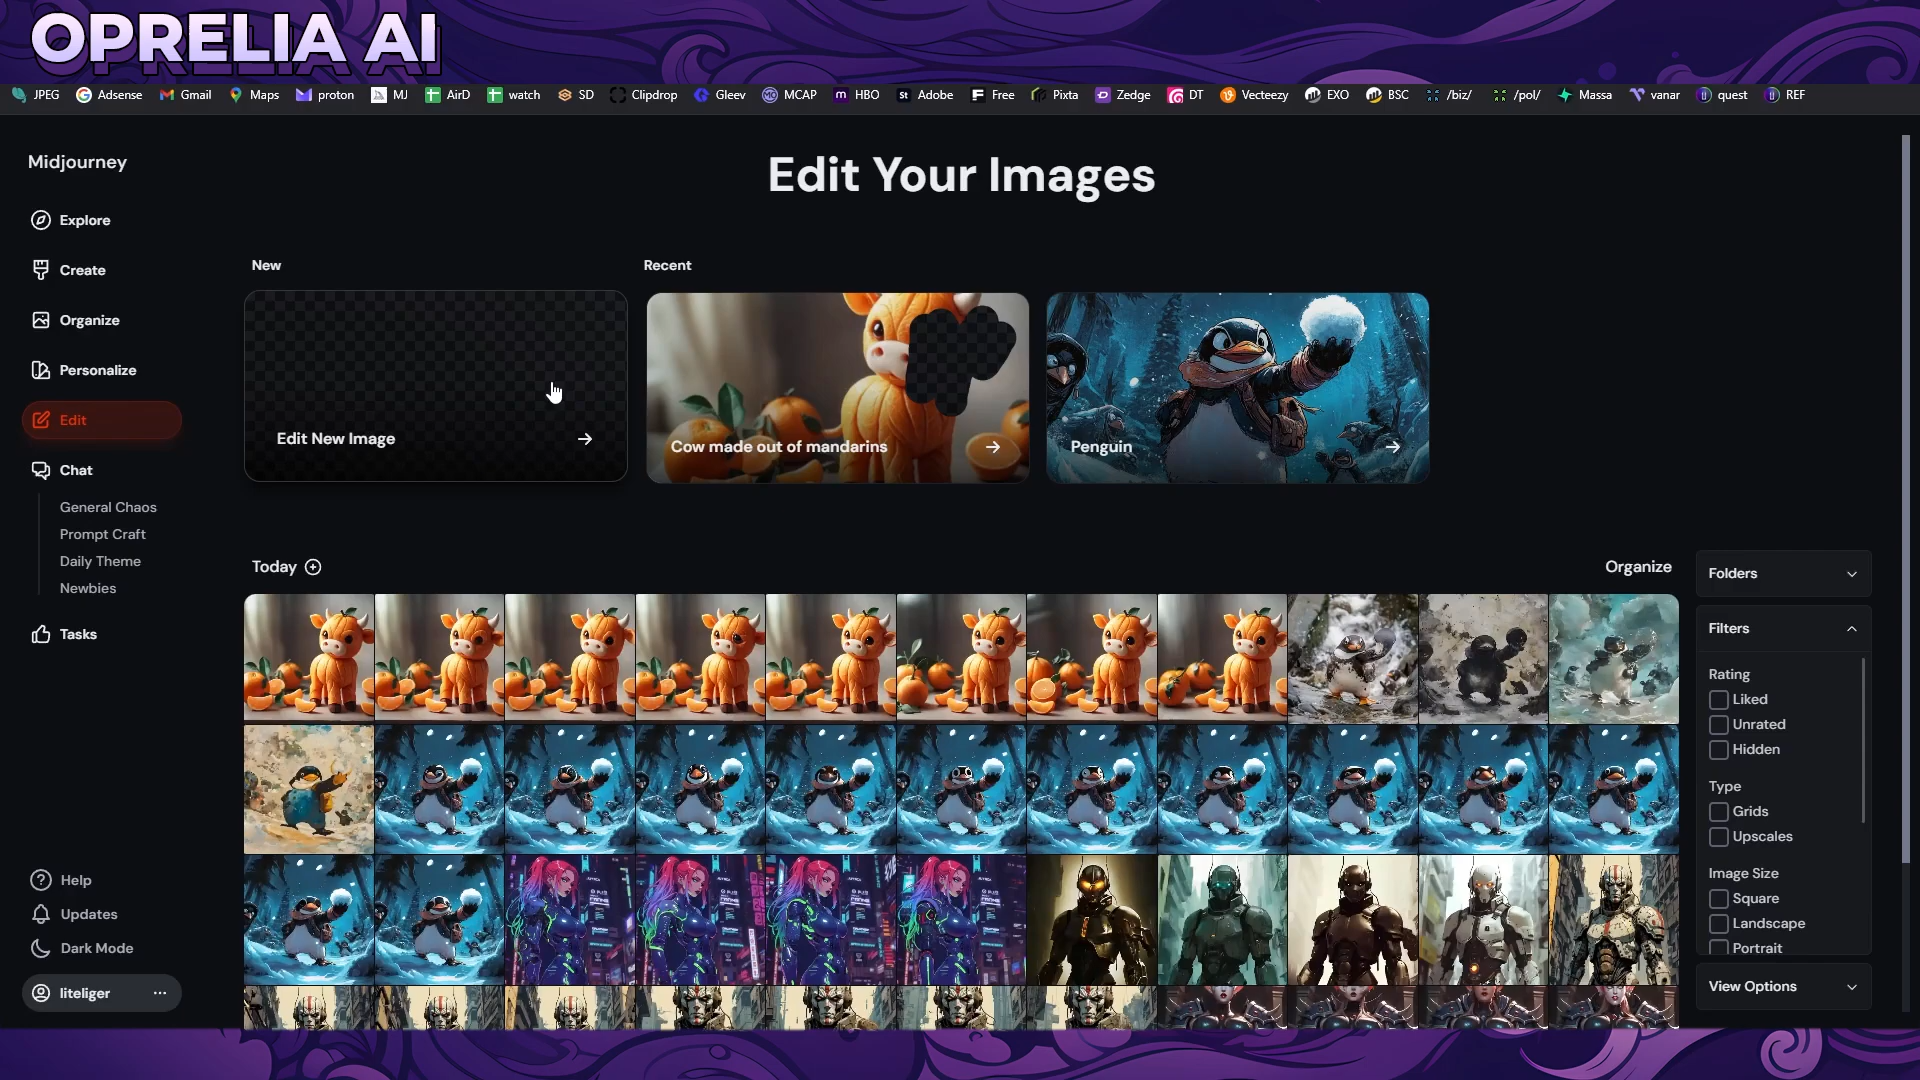 OPRELIA AI
JPEG Adsense Gmail Maps proton MJ AirD watch SD Clipdrop Gleev MCAP HBO Adobe Free Pixta Zedge DT Vecteezy EXO BSC /biz/ /pol/ Massa vanar quest REF
Midjourney
Explore
Create
Organize
Personalize
Edit
Chat
General Chaos
Prompt Craft
Daily Theme
Newbies
Tasks
Help
Updates
Dark Mode
liteliger ...
Edit Your Images
New
Recent
Edit New Image
Cow made out of mandarins
Penguin
Today
Organize
Folders
Filters
Rating
Liked
Unrated
Hidden
Type
Grids
Upscales
Image Size
Square
Landscape
Portrait
View Options